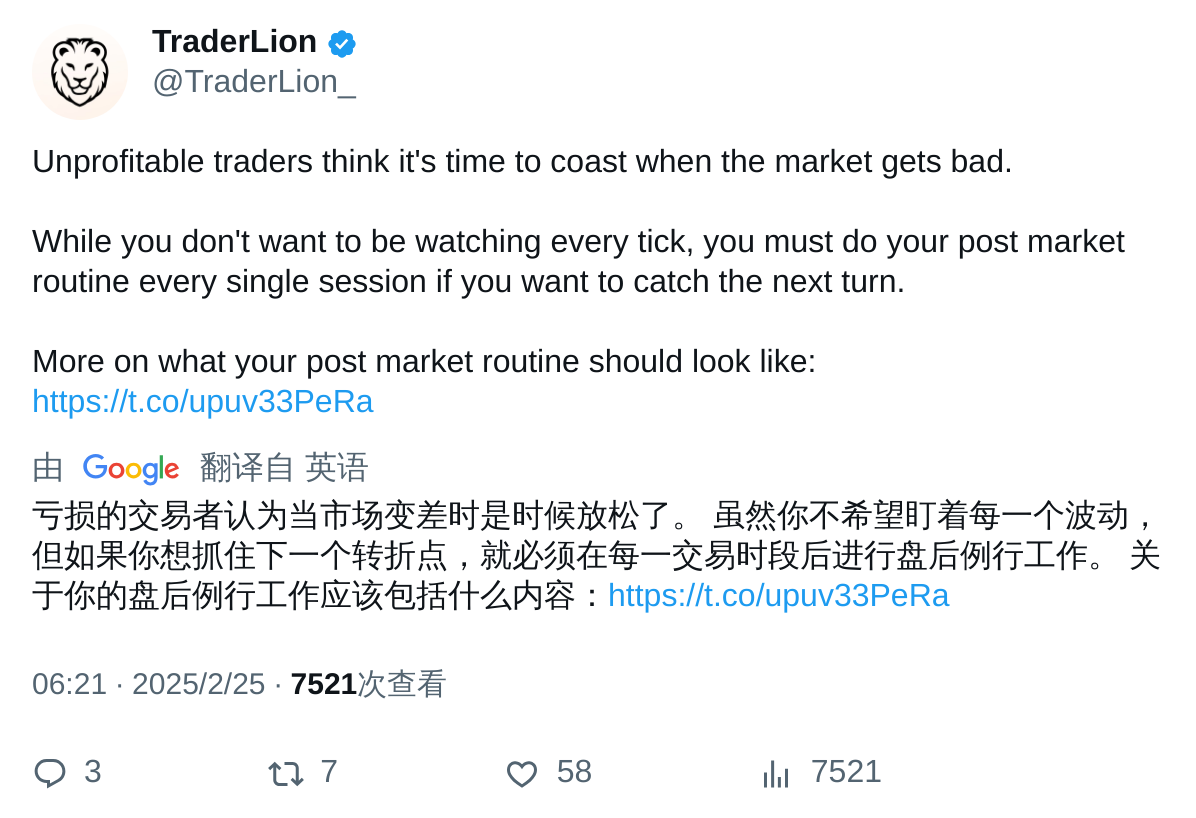 TraderLion
@TraderLion_
Unprofitable traders think it's time to coast when the market gets bad.
While you don't want to be watching every tick, you must do your post market
routine every single session if you want to catch the next turn.
More on what your post market routine should look like:
https://t.co/upuv33PeRa
由 Google 翻译自 英语
亏损的交易者认为当市场变差时是时候放松了。 虽然你不希望盯着每一个波动，
但如果你想抓住下一个转折点，就必须在每一交易时段后进行盘后例行工作。 关
于你的盘后例行工作应该包括什么内容：https://t.co/upuv33PeRa
06:21 · 2025/2/25 · 7521次查看
3 7 58 7521